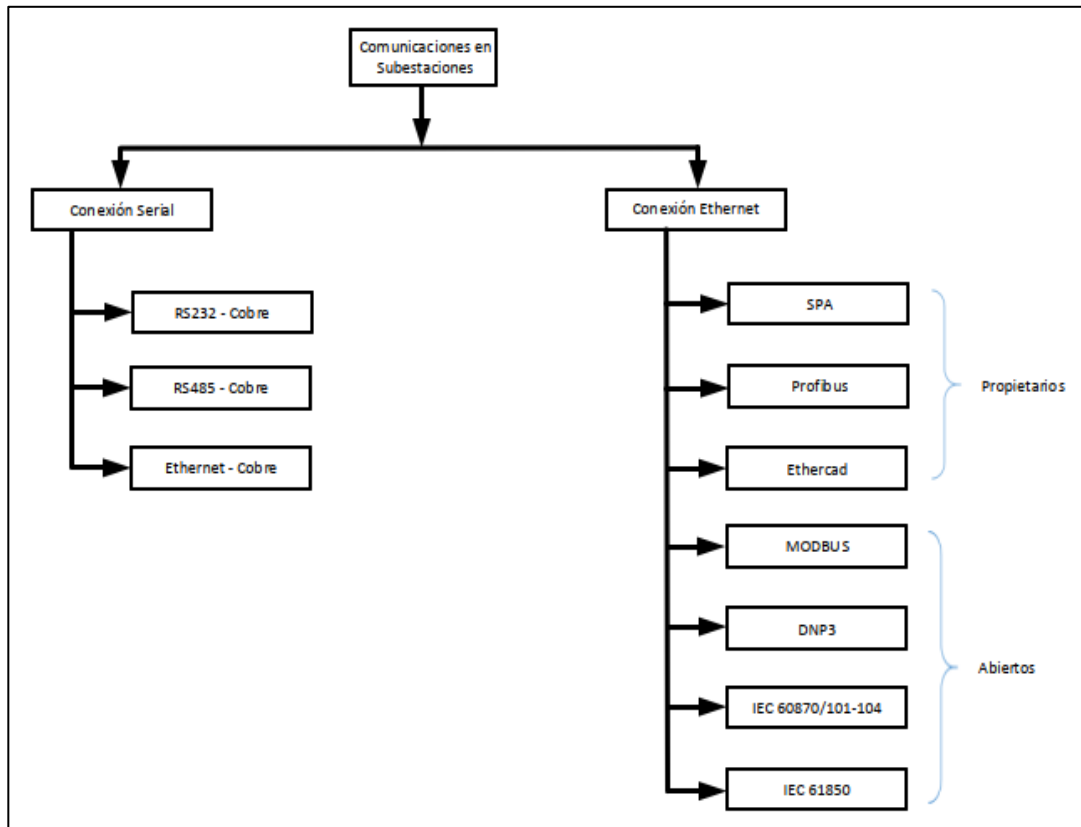 Comunicaciones en
Subestaciones
Conexión Serial
Conexión Ethernet
RS232 - Cobre
RS485 - Cobre
Ethernet - Cobre
SPA
Profibus
Ethercad
Propietarios
MODBUS
DNP3
IEC 60870/101-104
IEC 61850
Abiertos